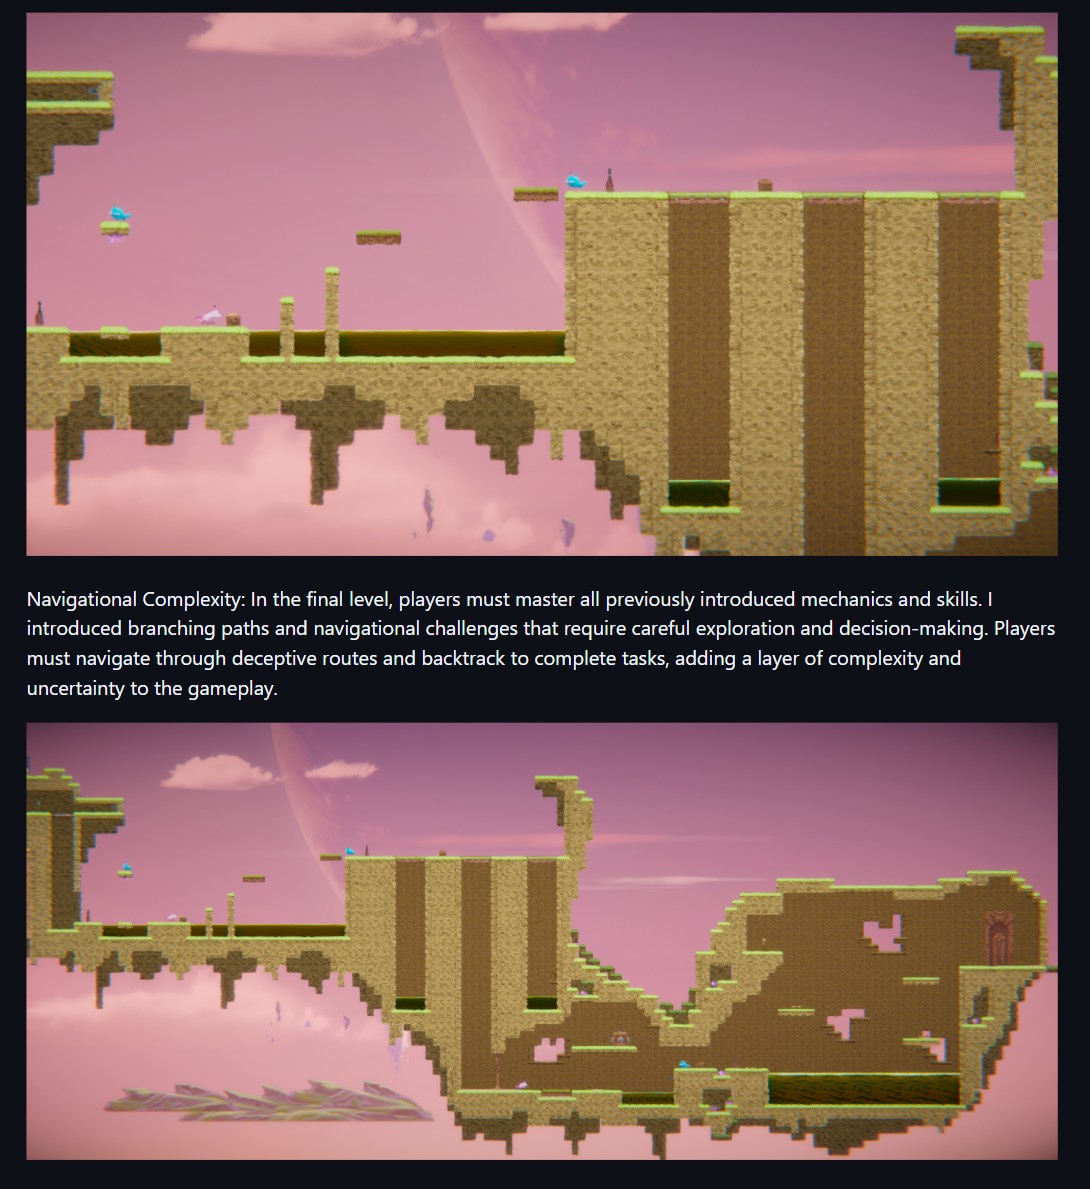 Navigational Complexity: In the final level, players must master all previously introduced mechanics and skills. I
introduced branching paths and navigational challenges that require careful exploration and decision-making. Players
must navigate through deceptive routes and backtrack to complete tasks, adding a layer of complexity and
uncertainty to the gameplay.